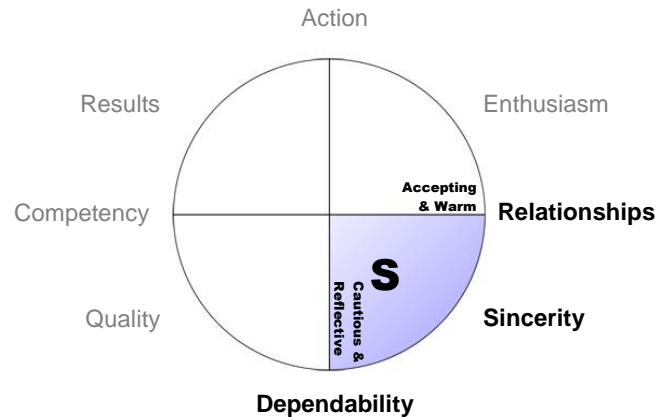 Action
Results
Enthusiasm
Accepting
& Warm
Competency
Relationships
S
Cautious &
Reflective
Quality
Sincerity
Dependability